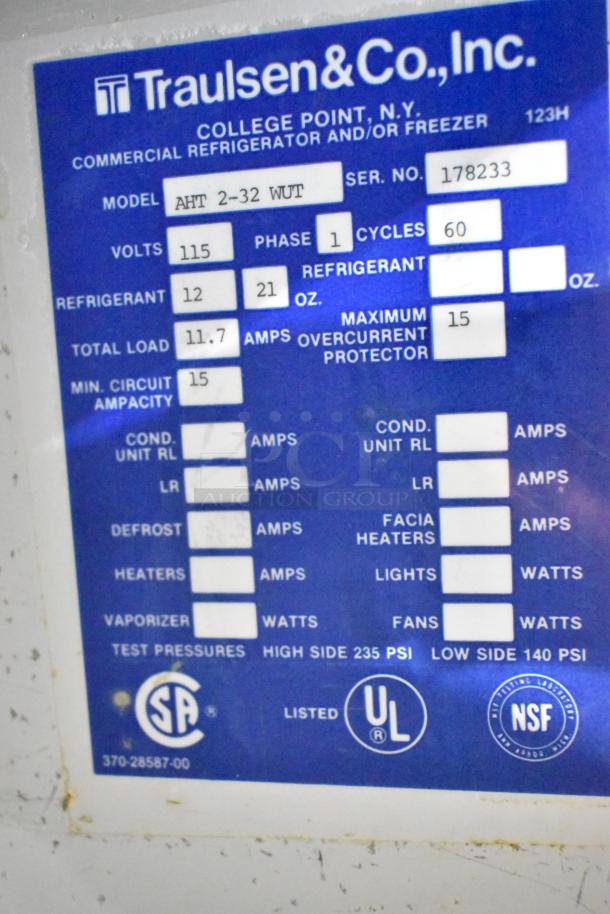 Traulsen & Co., Inc.
COLLEGE POINT, N.Y.
COMMERCIAL REFRIGERATOR AND/OR FREEZER 123H
MODEL AHT 2-32 WUT SER. NO. 178233
VOLTS 115 PHASE 1 CYCLES 60
REFRIGERANT 12 21 OZ. REFRIGERANT OZ.
TOTAL LOAD 11.7 AMPS MAXIMUM OVERCURRENT PROTECTOR 15
MIN. CIRCUIT AMPACITY 15
COND. UNIT RL AMPS COND. UNIT RL AMPS
LR AMPS LR AMPS
DEFROST AMPS FACIA HEATERS AMPS
HEATERS AMPS LIGHTS WATTS
VAPORIZER WATTS FANS WATTS
TEST PRESSURES HIGH SIDE 235 PSI LOW SIDE 140 PSI
SA ® LISTED UL ® NSF
370-28587-00
PCI
AUCTION GROUP